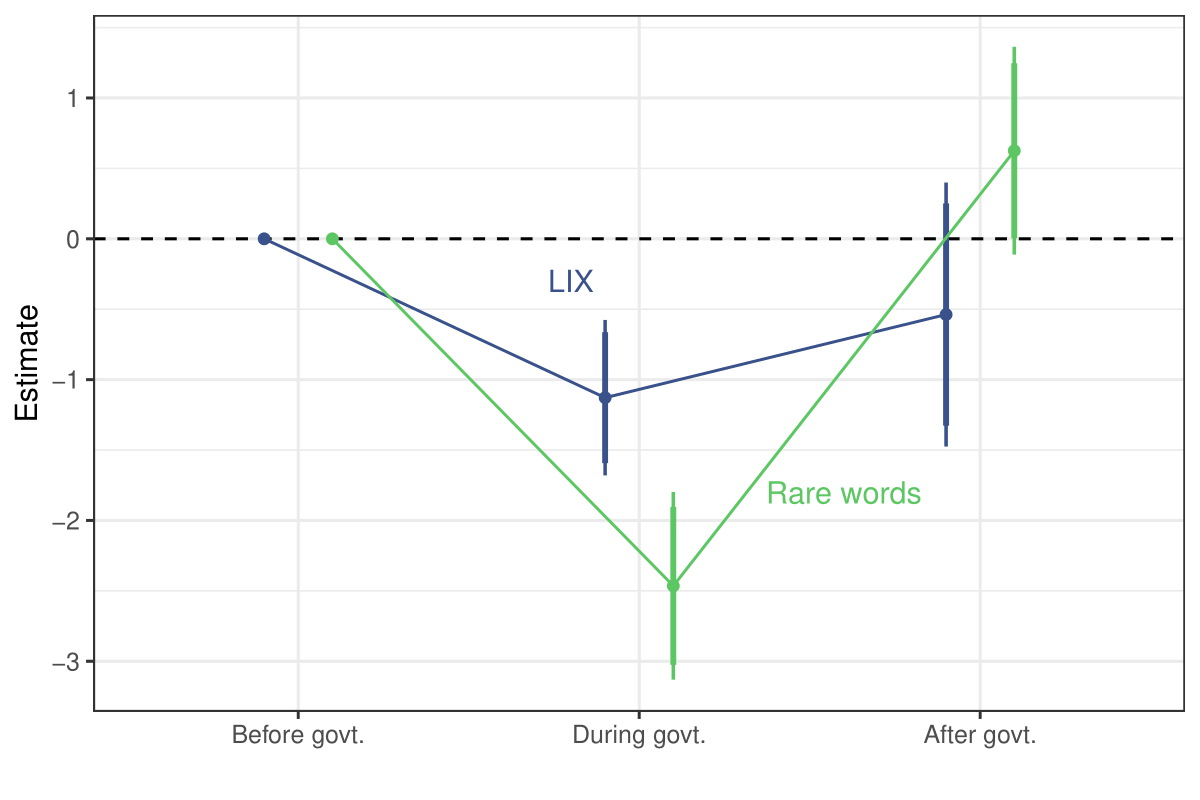 Estimate
1
0
−1
−2
−3
LIX
Rare words
Before govt.
During govt.
After govt.